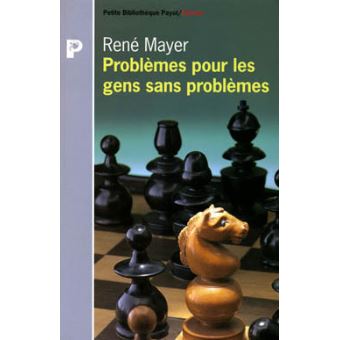 Petite Bibliothèque Payot/
P
René Mayer
Problèmes pour les
gens sans problèmes